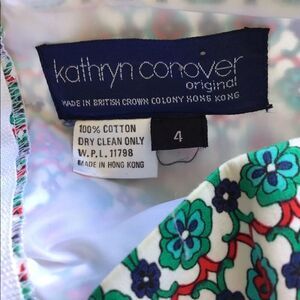 kathryn conover
original
MADE IN BRITISH CROWN COLONY HONG KONG
100% COTTON
DRY CLEAN ONLY
W.P.L. 11798
MADE IN HONG KONG
4